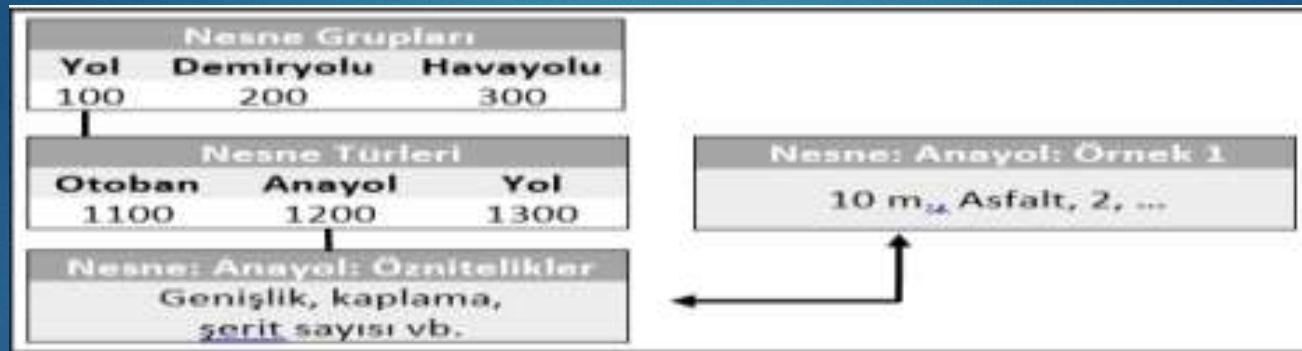 Nesne Grupları
Yol Demiryolu Havayolu
100 200 300
Nesne Türleri
Otoban Anayol Yol
1100 1200 1300
Nesne: Anayol: Öznitelikler
Genişlik, kaplama,
şerit sayısı vb.
Nesne: Anayol: Örnek 1
10 m, Asfalt, 2, ...